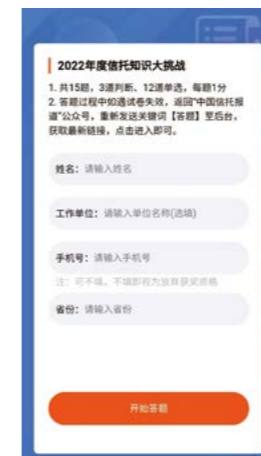 2022年度信托知识大挑战
1. 共15题，3道判断、12道单选，每题1分
2. 答题过程中如遇试卷失效，返回“中国信托报
道”公众号，重新发送关键词【答题】至后台，
获取最新链接，点击进入即可。
姓名：请输入姓名
工作单位：请输入单位名称(选填)
手机号：请输入手机号
注：可不填，不填即视为放弃获奖资格
省份：请输入省份
开始答题